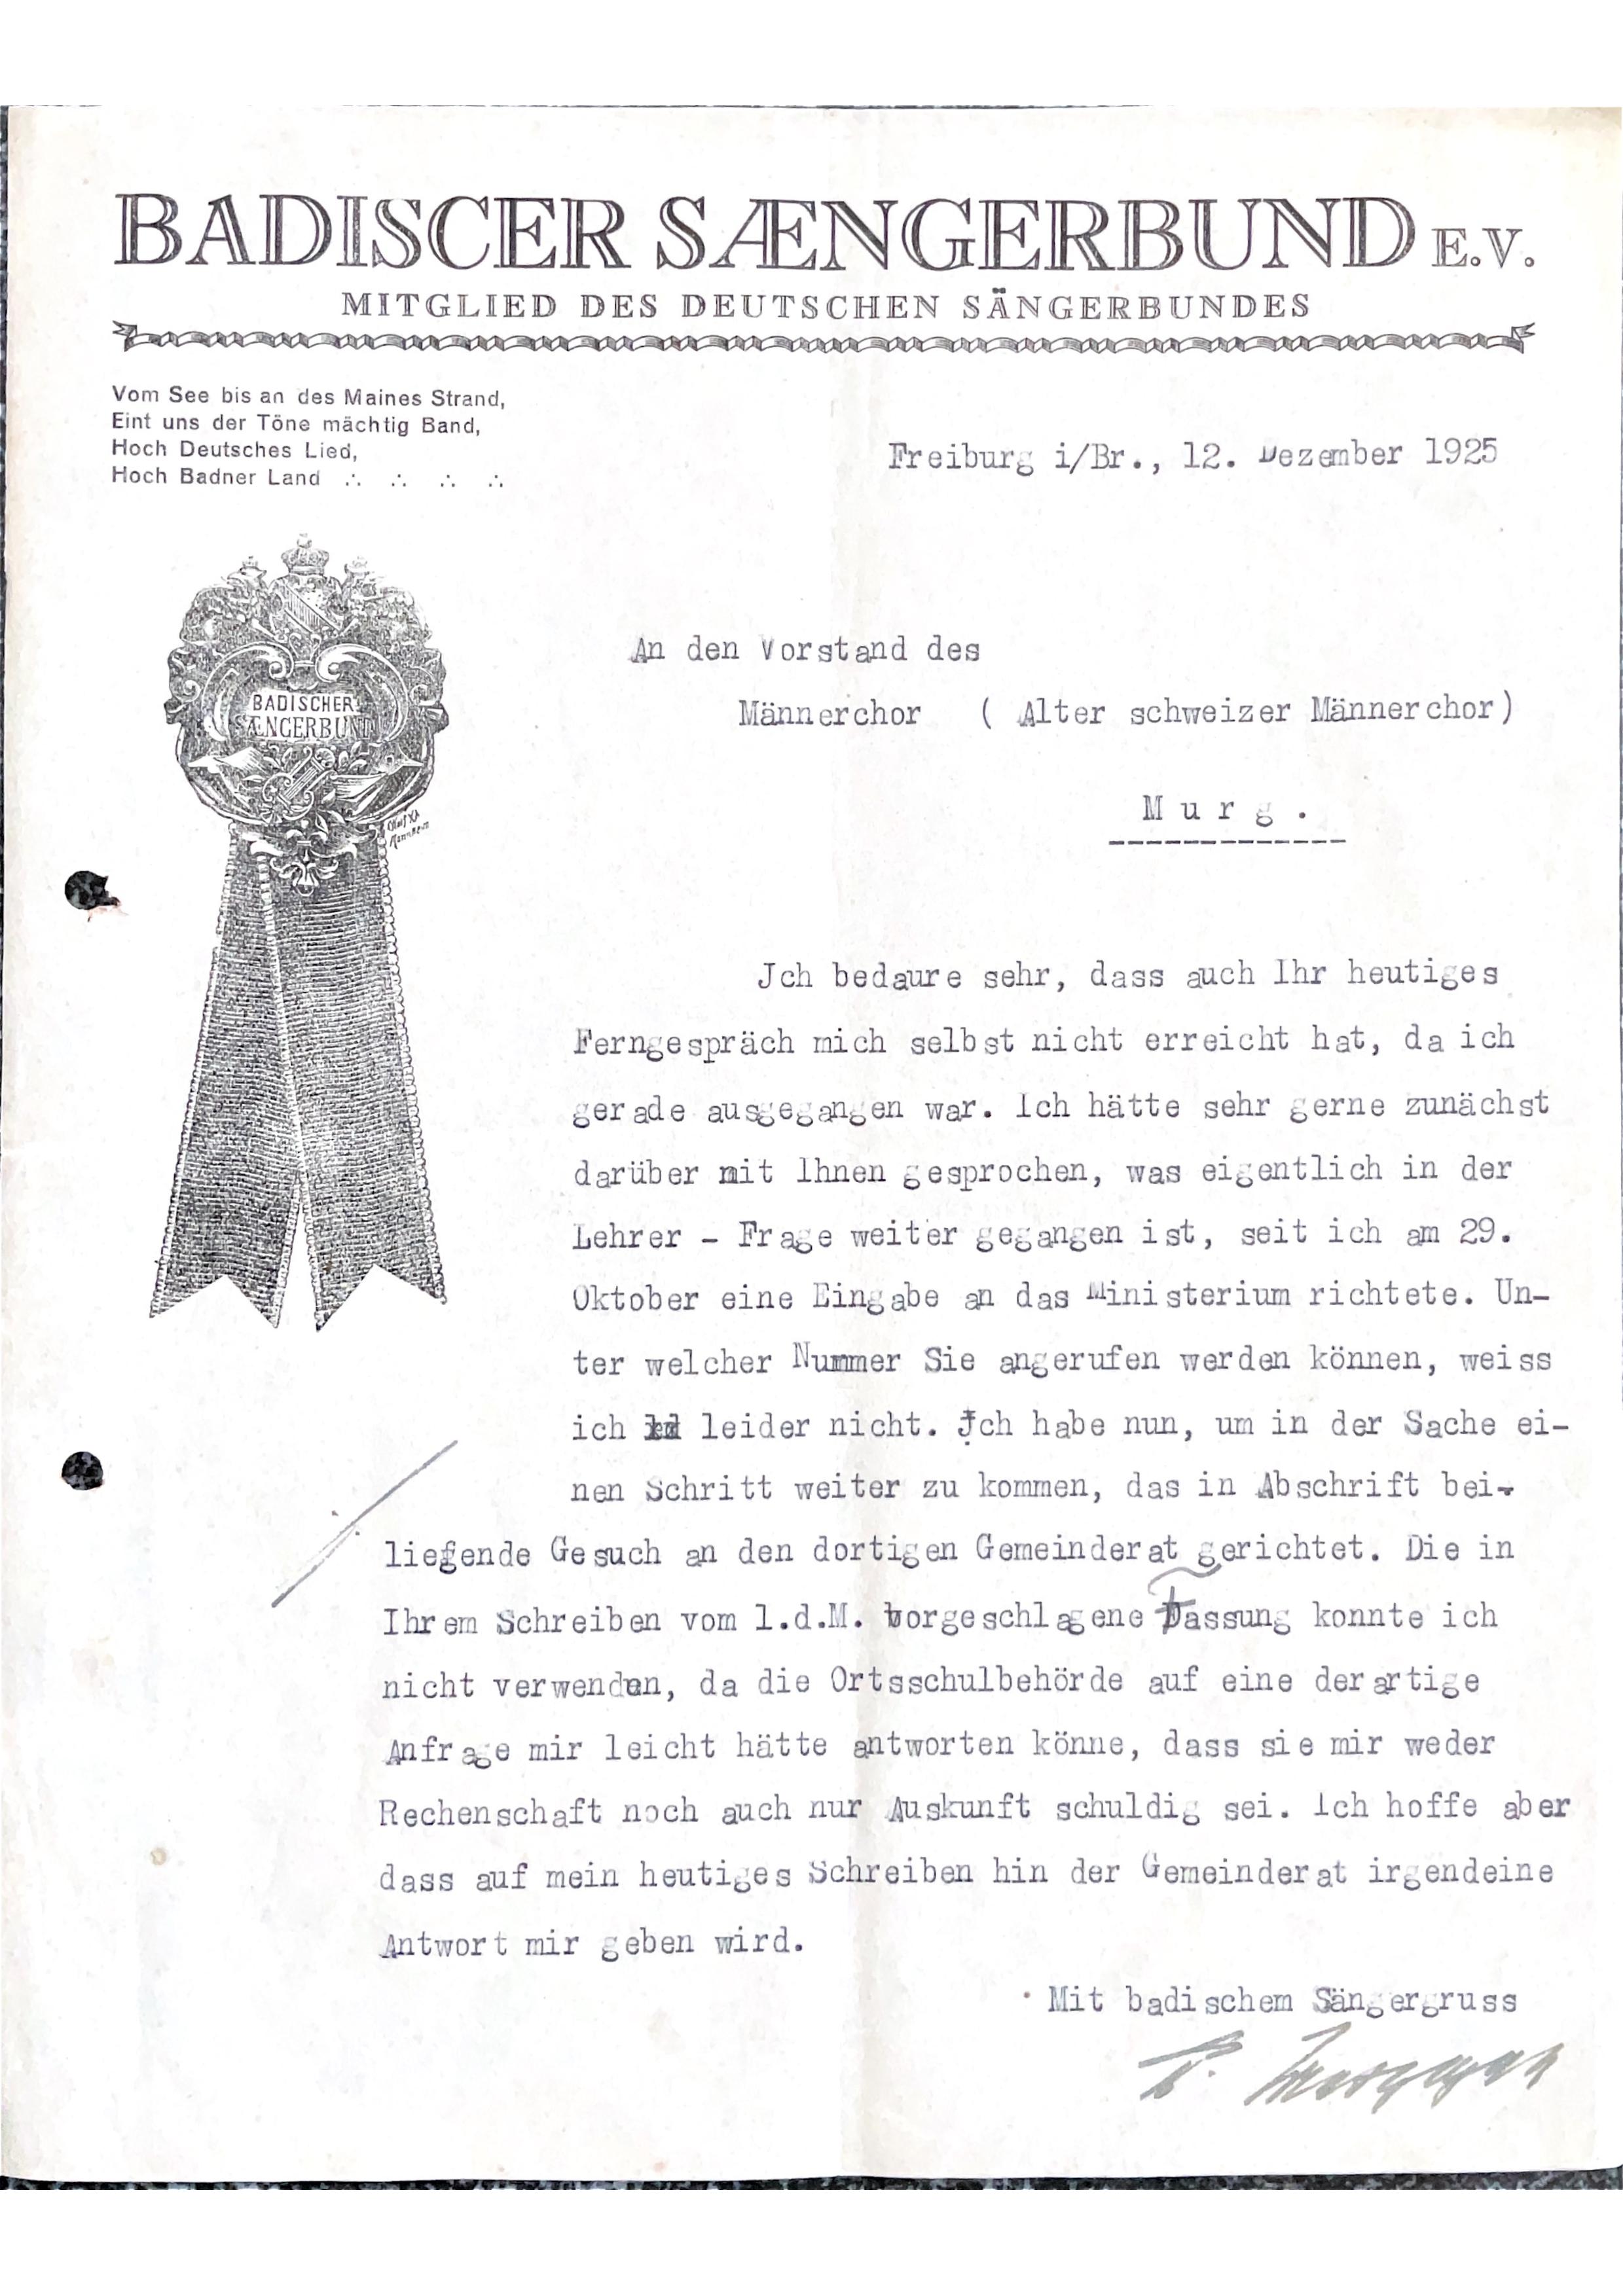 BADISCER SÆNGERBUND E.V.
MITGLIED DES DEUTSCHEN SÄNGERBUNDES
Vom See bis an des Maines Strand,
Eint uns der Töne mächtig Band,
Hoch Deutsches Lied,
Hoch Badner Land ∴ ∴ ∴ ∴
Freiburg i/Br., 12. Dezember 1925
BADISCHER
SÆNGERBUND
An den Vorstand des
Männerchor ( Alter schweizer Männerchor)
Murg.
Jch bedaure sehr, dass auch Ihr heutiges
Ferngespräch mich selbst nicht erreicht hat, da ich
gerade ausgegangen war. Ich hätte sehr gerne zunächst
darüber mit Ihnen gesprochen, was eigentlich in der
Lehrer - Frage weiter gegangen ist, seit ich am 29.
Oktober eine Eingabe an das Ministerium richtete. Un-
ter welcher Nummer Sie angerufen werden können, weiss
ich leider nicht. Jch habe nun, um in der Sache ei-
nen Schritt weiter zu kommen, das in Abschrift bei-
liegende Gesuch an den dortigen Gemeinderat gerichtet. Die in
Ihrem Schreiben vom 1.d.M. vorgeschlagene Fassung konnte ich
nicht verwenden, da die Ortsschulbehörde auf eine derartige
Anfrage mir leicht hätte antworten könne, dass sie mir weder
Rechenschaft noch auch nur Auskunft schuldig sei. Ich hoffe aber
dass auf mein heutiges Schreiben hin der Gemeinderat irgendeine
Antwort mir geben wird.
Mit badischem Sängergruss